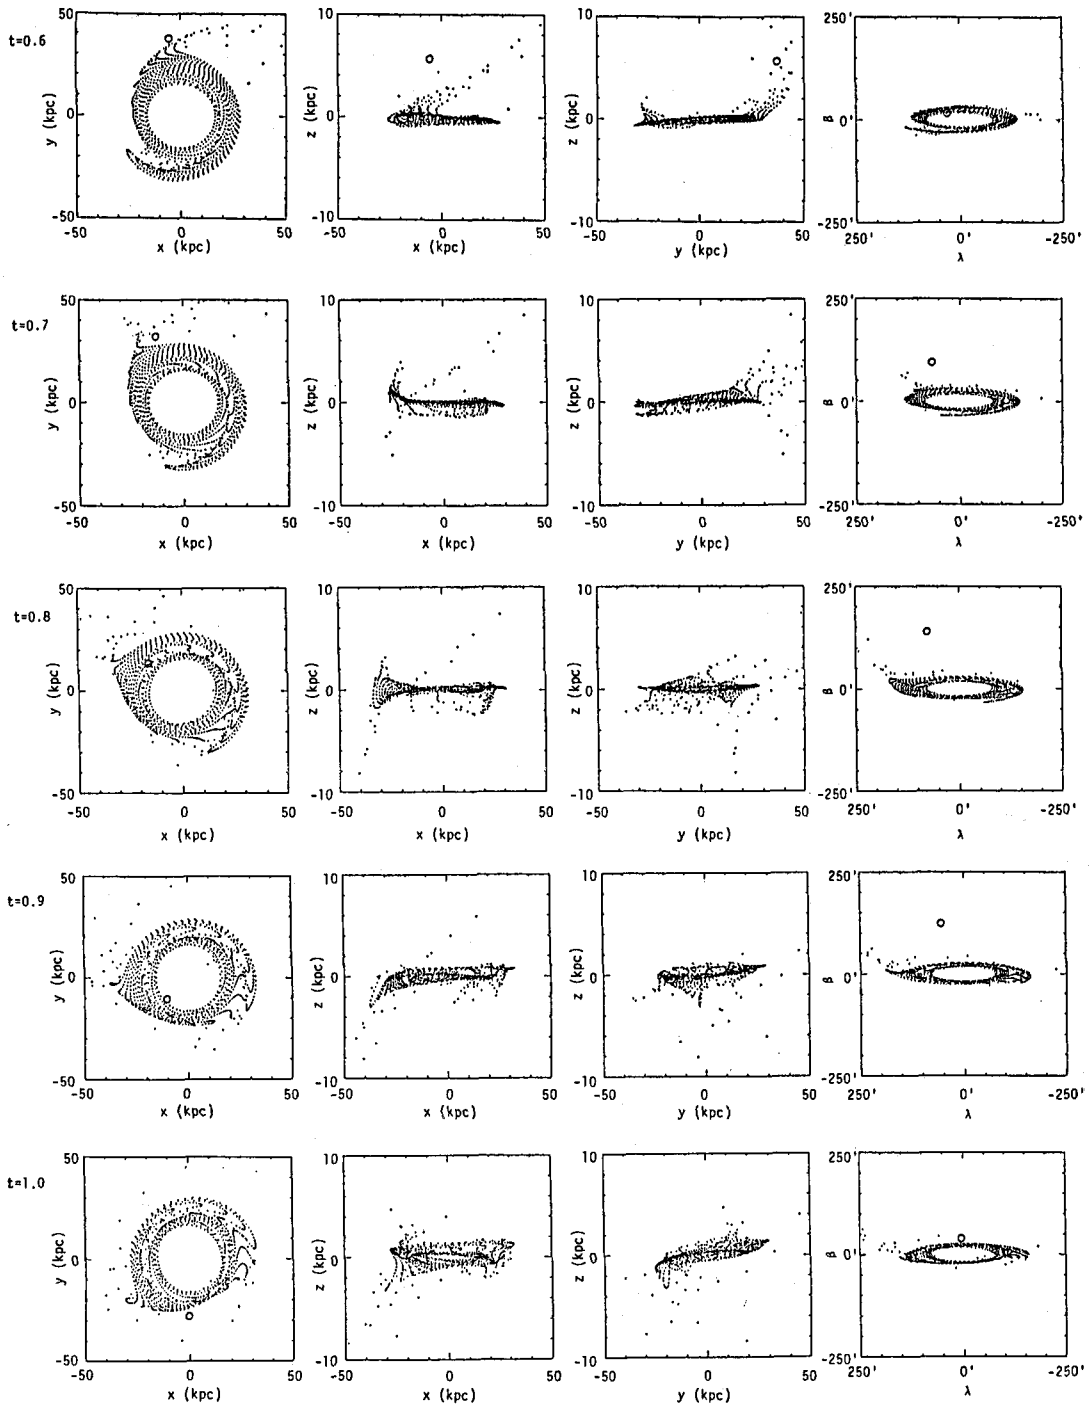 t=0.6
50
0
-50
y (kpc)
-50 0 50
x (kpc)
10
0
-10
z (kpc)
-50 0 50
x (kpc)
10
0
-10
z (kpc)
-50 0 50
y (kpc)
250'
0'
-250'
β
250' 0' -250'
λ
t=0.7
50
0
-50
y (kpc)
-50 0 50
x (kpc)
10
0
-10
z (kpc)
-50 0 50
x (kpc)
10
0
-10
z (kpc)
-50 0 50
y (kpc)
250'
0'
-250'
β
250' 0' -250'
λ
t=0.8
50
0
-50
y (kpc)
-50 0 50
x (kpc)
10
0
-10
z (kpc)
-50 0 50
x (kpc)
10
0
-10
z (kpc)
-50 0 50
y (kpc)
250'
0'
-250'
β
250' 0' -250'
λ
t=0.9
50
0
-50
y (kpc)
-50 0 50
x (kpc)
10
0
-10
z (kpc)
-50 0 50
x (kpc)
10
0
-10
z (kpc)
-50 0 50
y (kpc)
250'
0'
-250'
β
250' 0' -250'
λ
t=1.0
50
0
-50
y (kpc)
-50 0 50
x (kpc)
10
0
-10
z (kpc)
-50 0 50
x (kpc)
10
0
-10
z (kpc)
-50 0 50
y (kpc)
250'
0'
-250'
β
250' 0' -250'
λ